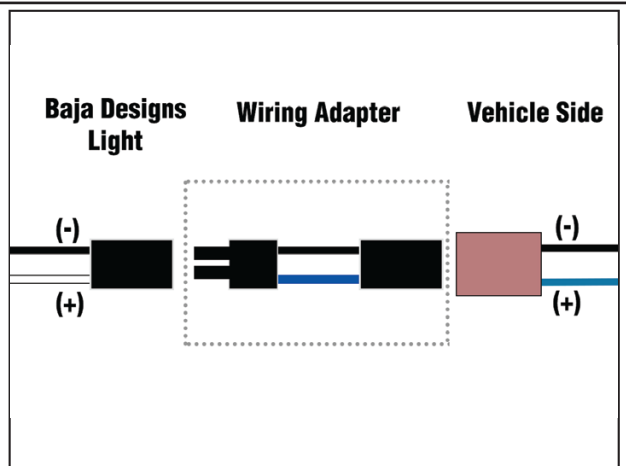 Baja Designs
Light
Wiring Adapter
Vehicle Side
(-)
(+)
(-)
(+)